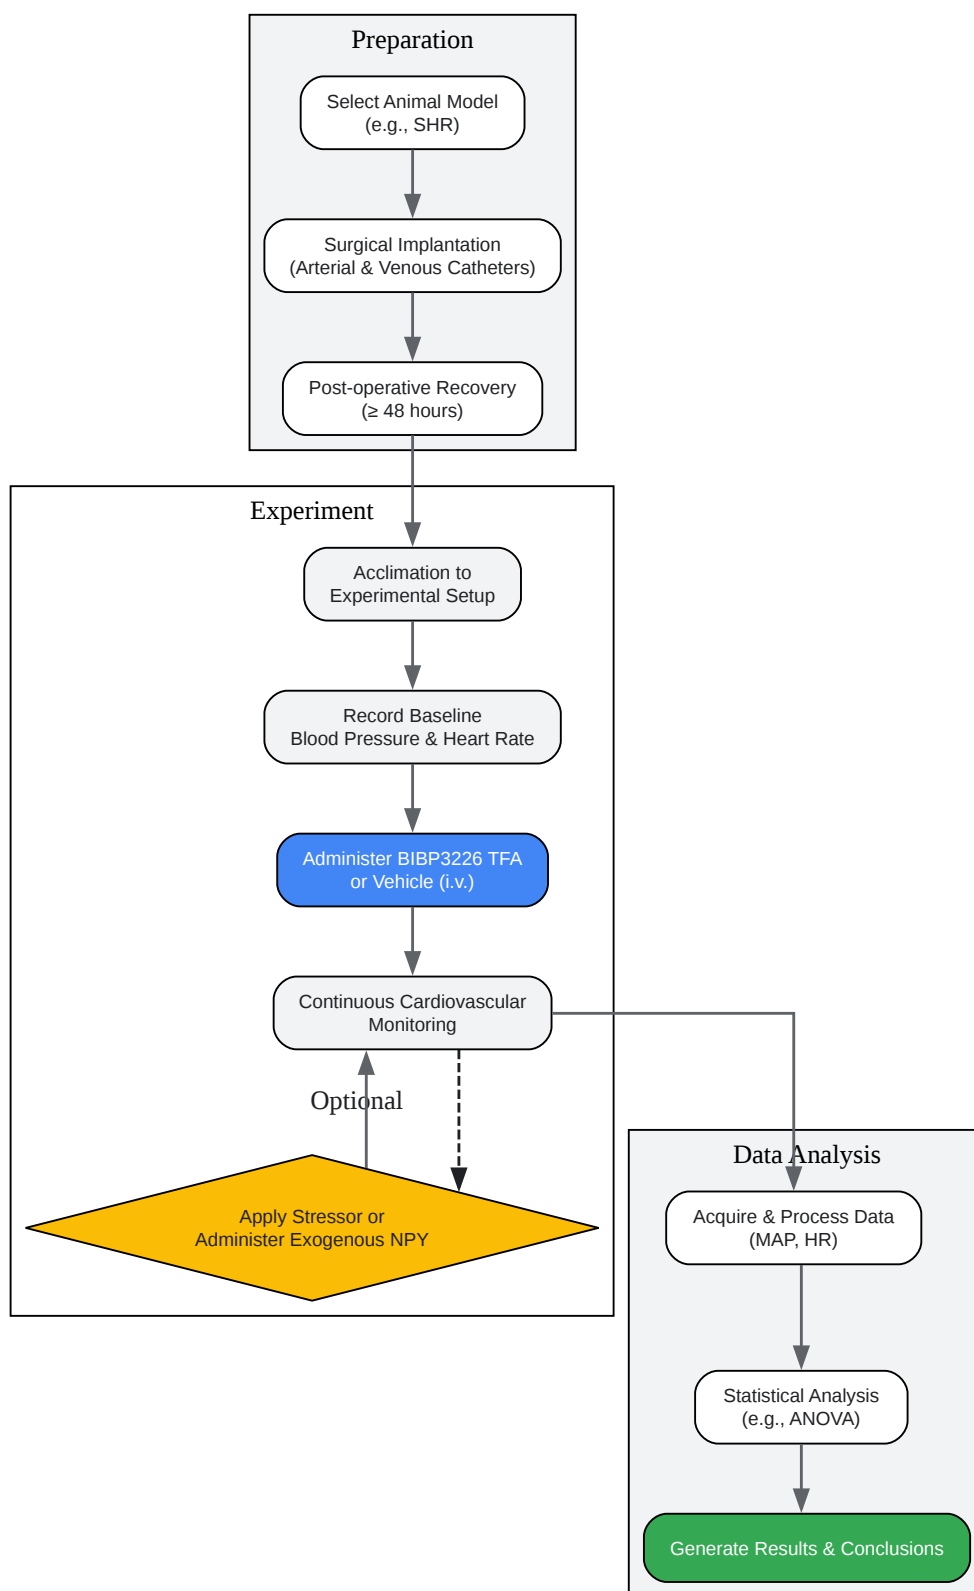 Preparation
Select Animal Model
(e.g., SHR)
Surgical Implantation
(Arterial & Venous Catheters)
Post-operative Recovery
(≥ 48 hours)
Experiment
Acclimation to
Experimental Setup
Record Baseline
Blood Pressure & Heart Rate
Administer BIBP3226 TFA
or Vehicle (i.v.)
Continuous Cardiovascular
Monitoring
Optional
Apply Stressor or
Administer Exogenous NPY
Data Analysis
Acquire & Process Data
(MAP, HR)
Statistical Analysis
(e.g., ANOVA)
Generate Results & Conclusions